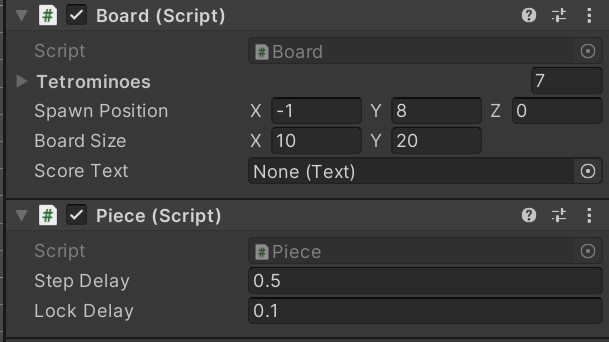 Board (Script)
Script Board
Tetrominoes 7
Spawn Position X -1 Y 8 Z 0
Board Size X 10 Y 20
Score Text None (Text)
Piece (Script)
Script Piece
Step Delay 0.5
Lock Delay 0.1